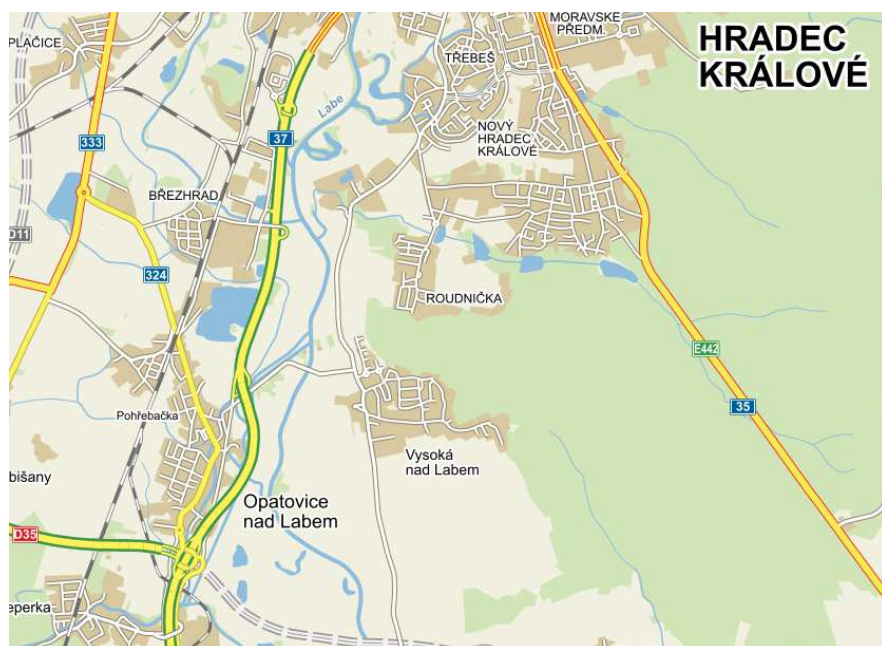 MORAVSKÉ
PŘEDM.
HRADEC
KRÁLOVÉ
PLAČICE
TŘEBEŠ
Labe
333
37
NOVÝ
HRADEC
KRÁLOVÉ
BŘEZHRAD
D11
324
ROUDNIČKA
E442
35
Pohřebačka
Vysoká
nad Labem
bišany
Opatovice
nad Labem
D35
eperka